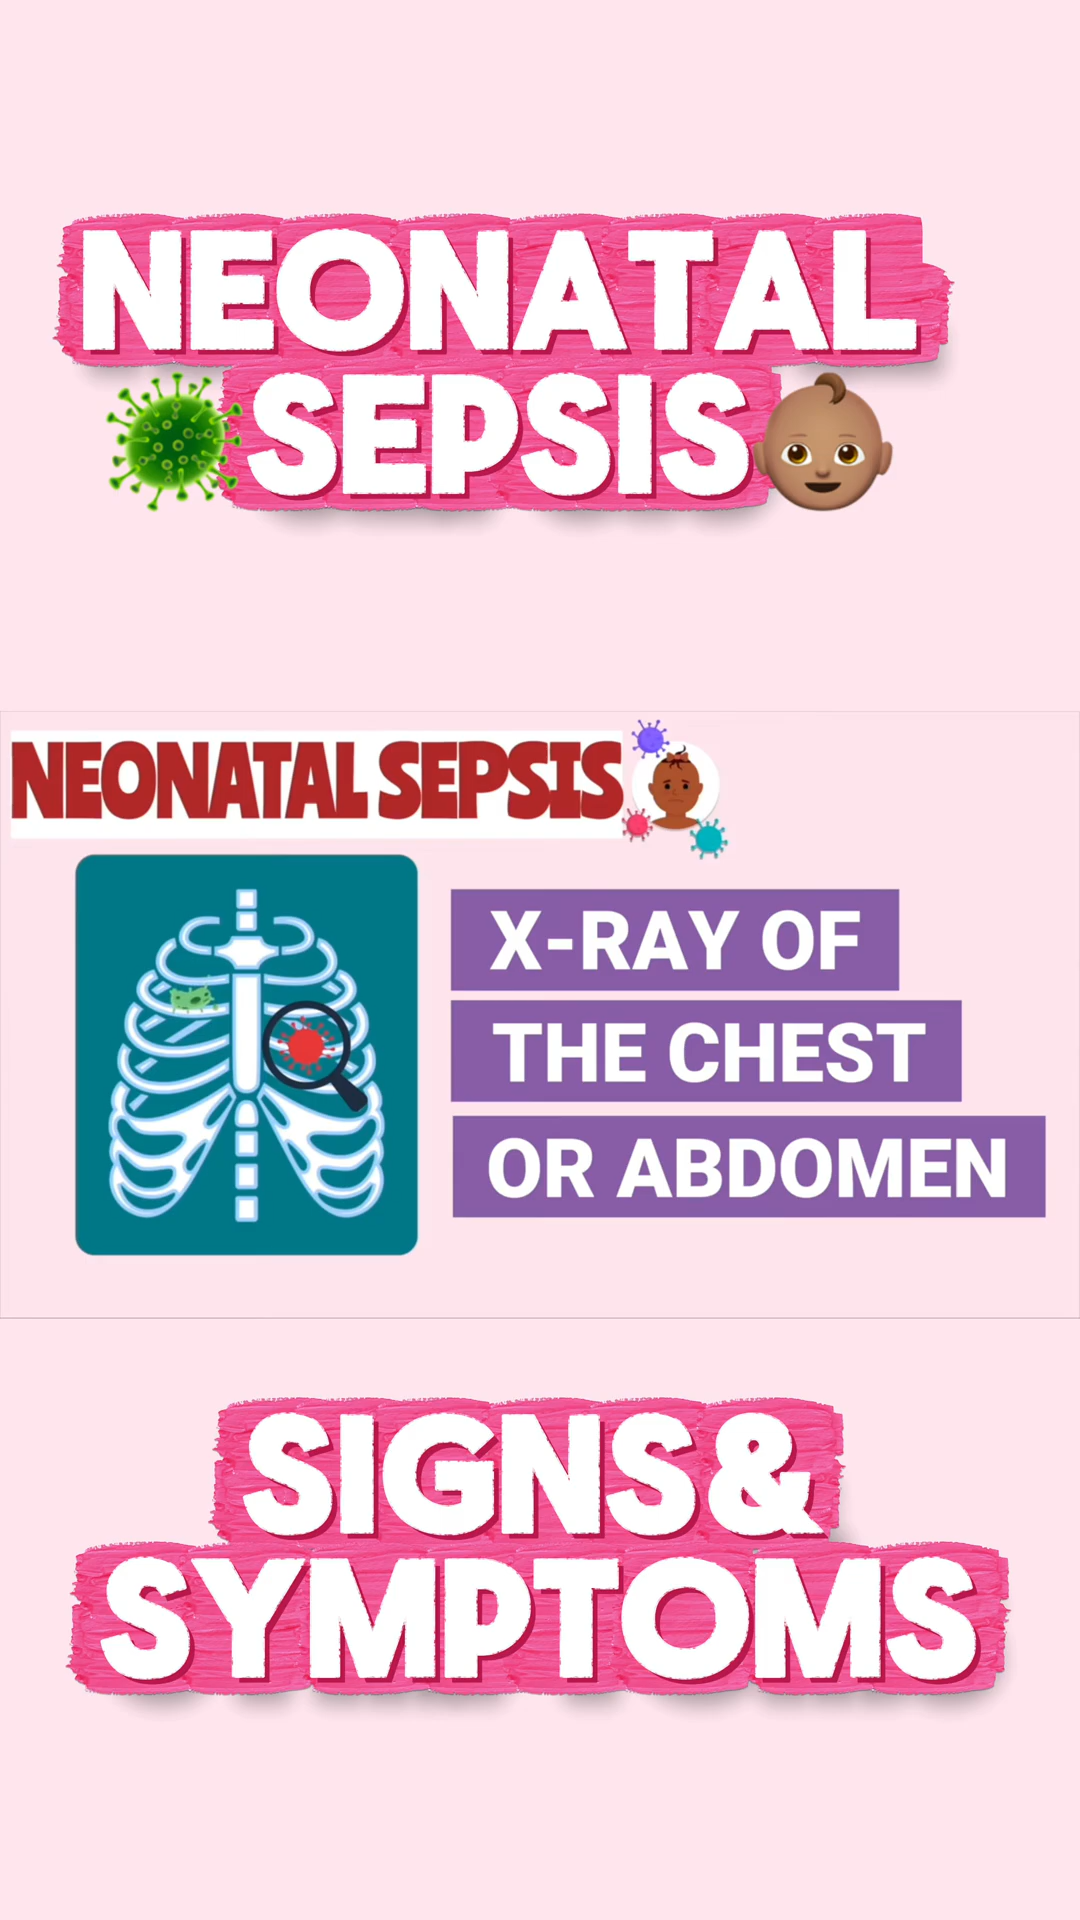 NEONATAL
SEPSIS
NEONATAL SEPSIS
X-RAY OF
THE CHEST
OR ABDOMEN
SIGNS&
SYMPTOMS